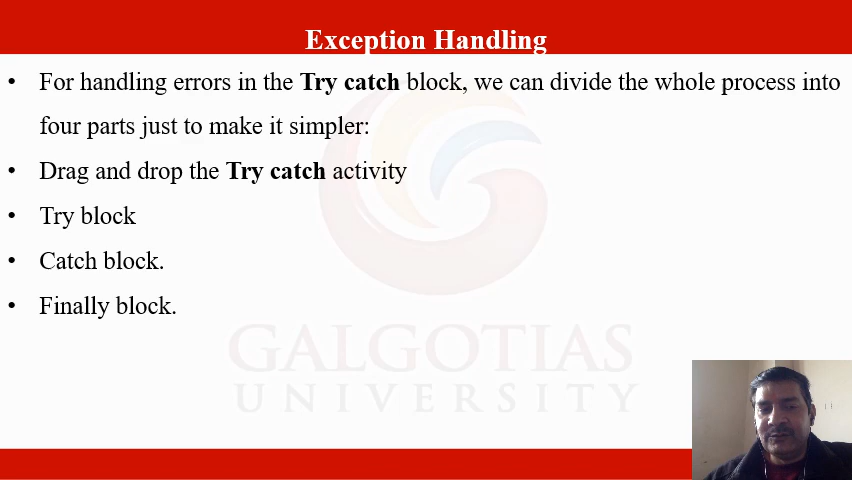 Exception Handling
• For handling errors in the Try catch block, we can divide the whole process into
four parts just to make it simpler:
• Drag and drop the Try catch activity
• Try block
• Catch block.
• Finally block.
GALGOTIAS
UNIVERSITY